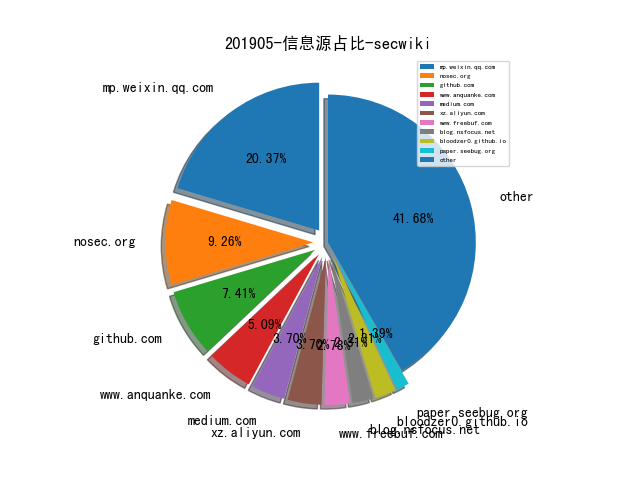 201905-信息源占比-secwiki
mp.weixin.qq.com
nosec.org
github.com
www.anquanke.com
medium.com
xz.aliyun.com
www.freebuf.com
blog.nsfocus.net
bloodzer0.github.io
paper.seebug.org
other
mp.weixin.qq.com
20.37%
other
41.68%
nosec.org
9.26%
github.com
7.41%
www.anquanke.com
5.09%
medium.com
3.70%
xz.aliyun.com
3.70%
www.freebuf.com
2.78%
blog.nsfocus.net
2.31%
bloodzer0.github.io
2.31%
paper.seebug.org
1.39%